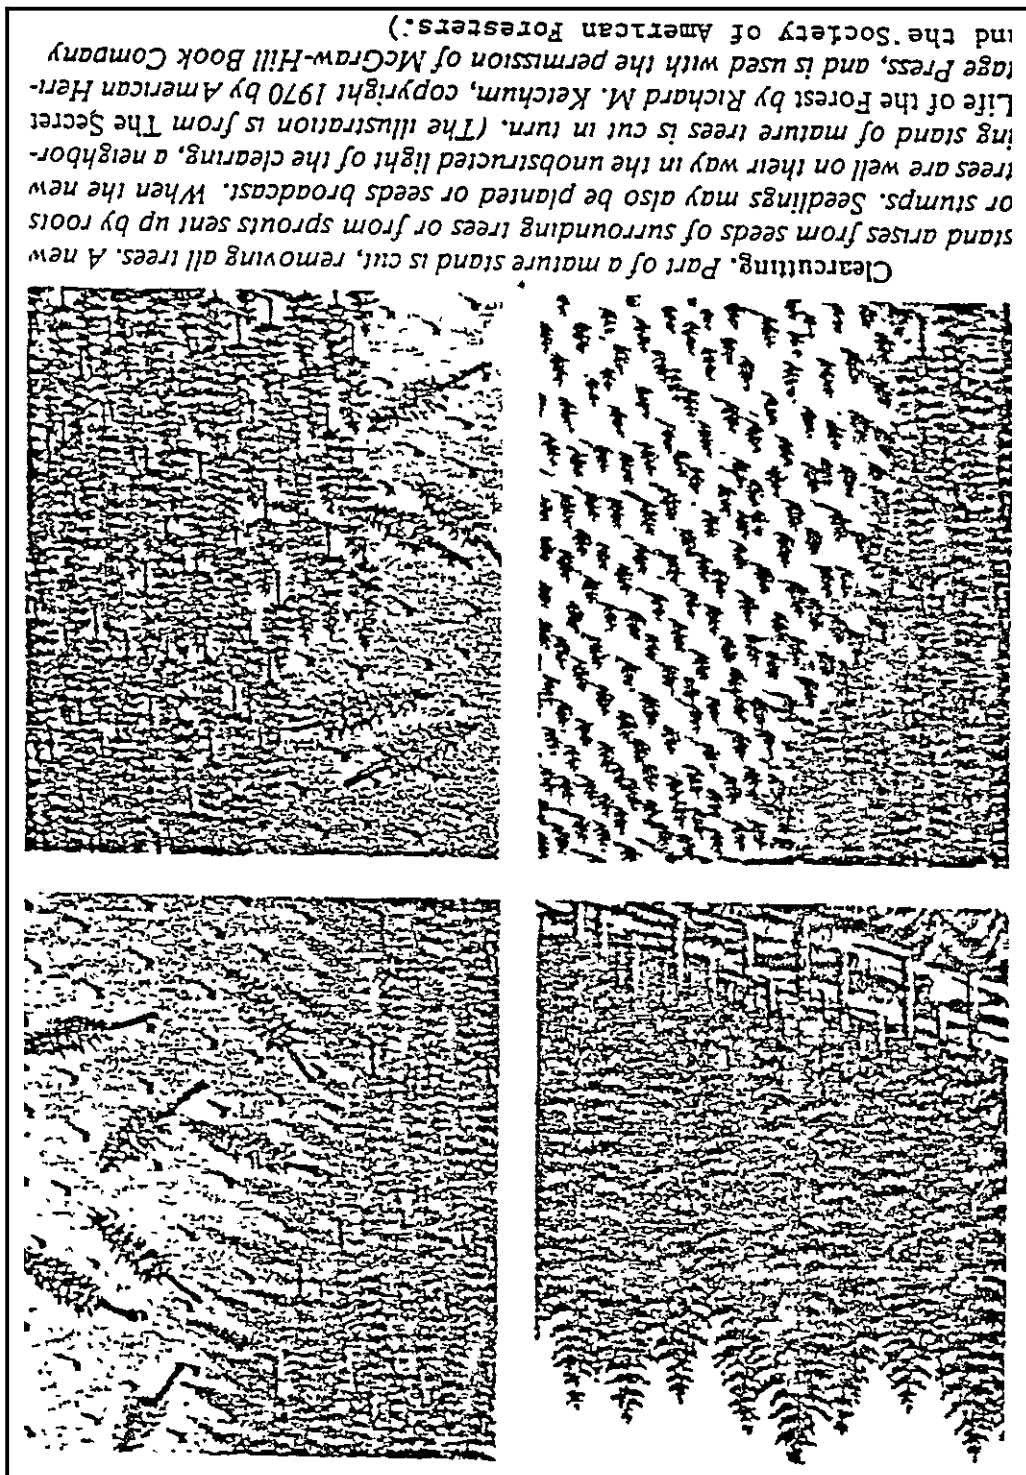 Clearcutting. Part of a mature stand is cut, removing all trees. A new
stand arises from seeds of surrounding trees or from sprouts sent up by roots
or stumps. Seedlings may also be planted or seeds broadcast. When the new
trees are well on their way in the unobstructed light of the clearing, a neighbor-
ing stand of mature trees is cut in turn. (The illustration is from The Secret
Life of the Forest by Richard M. Ketchum, copyright 1970 by American Heri-
tage Press, and is used with the permission of McGraw-Hill Book Company
and the Society of American Foresters.)